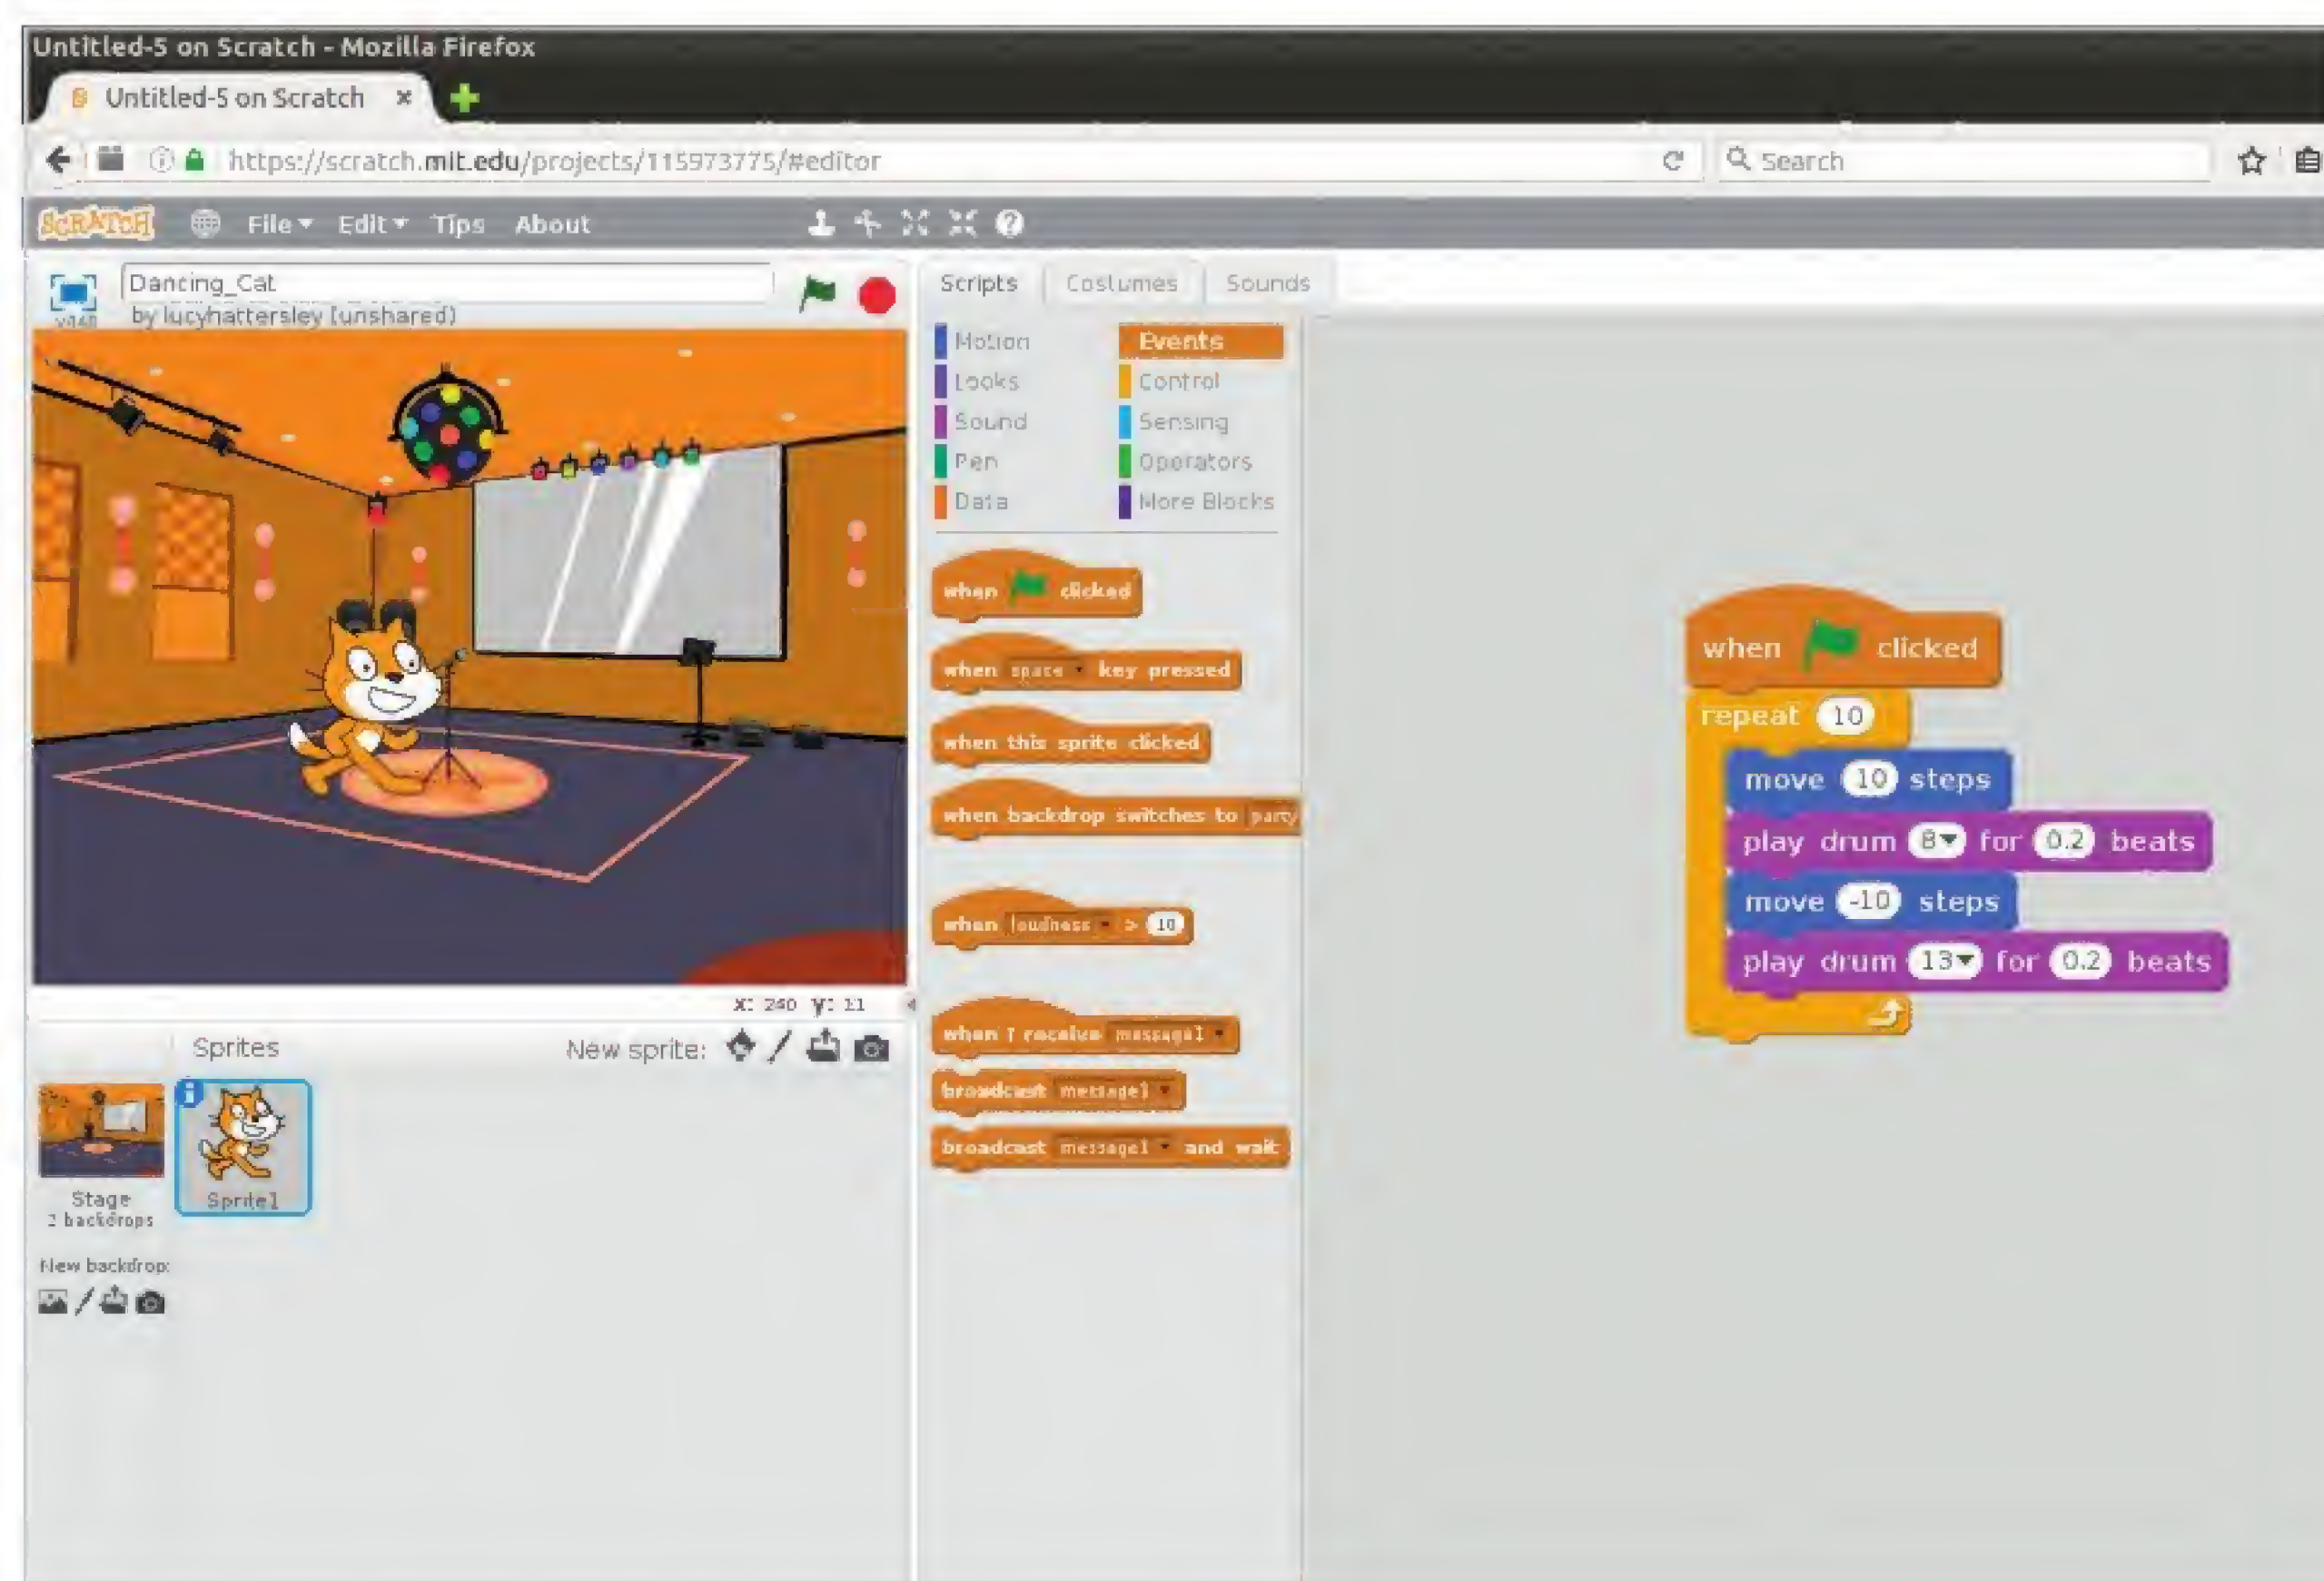 Untitled-5 on Scratch - Mozilla Firefox
Untitled-5 on Scratch
https://scratch.mit.edu/projects/115973775/#editor
Search
SCRATCH File Edit Tips About
Dancing_Cat
by lucyhattersley (unshared)
Scripts Costumes Sounds
Motion Events
Looks Control
Sound Sensing
Pen Operators
Data More Blocks
when clicked
when space key pressed
when this sprite clicked
when backdrop switches to party
when loudness > 10
when I receive message1
broadcast message1
broadcast message1 and wait
when clicked
repeat 10
move 10 steps
play drum 8 for 0.2 beats
move -10 steps
play drum 13 for 0.2 beats
X: 240 y: 11
Sprites New sprite:
Stage
2 backdrops
Sprite1
New backdrop: